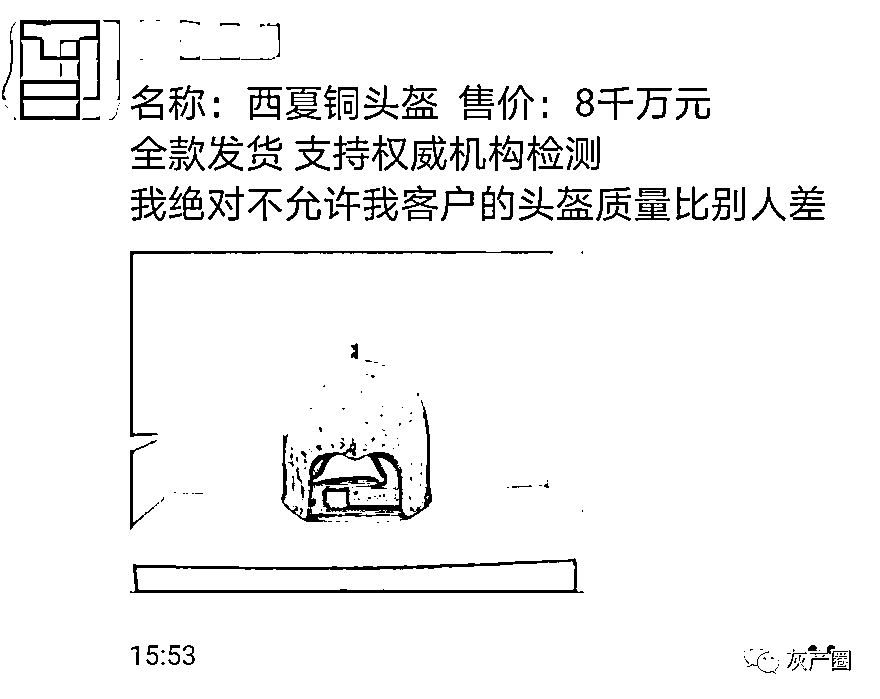 名称：西夏铜头盔 售价：8千万元
全款发货 支持权威机构检测
我绝对不允许我客户的头盔质量比别人差
15:53
灰产圈